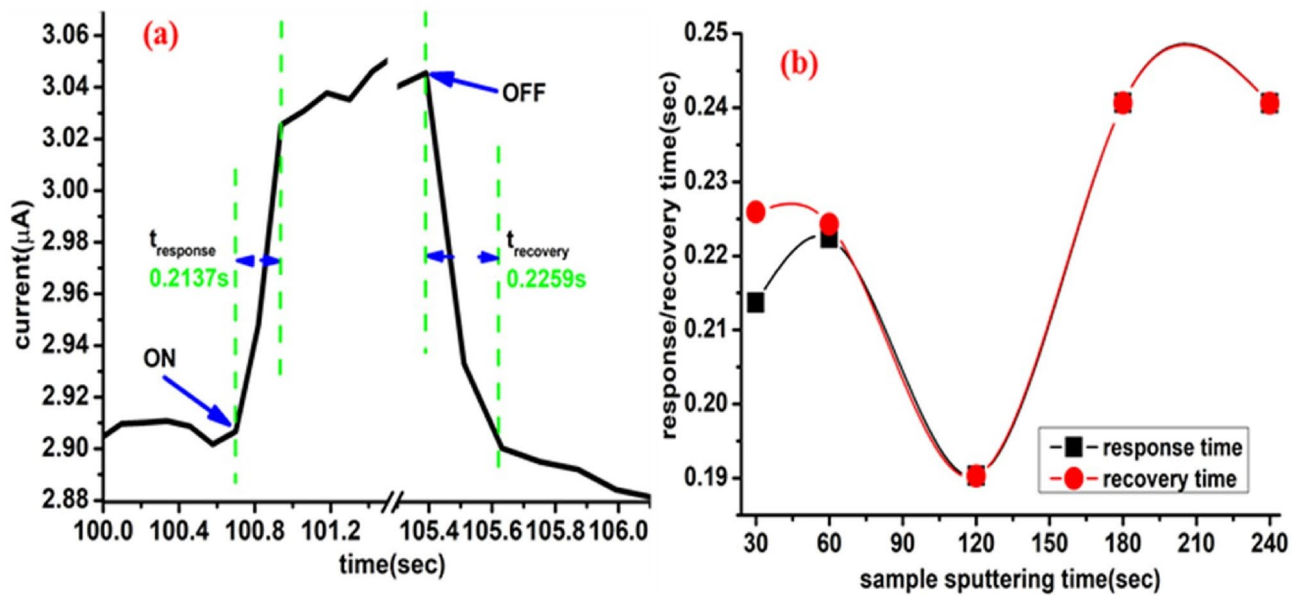 (a)
3.06
3.04
3.02
3.00
2.98
2.96
2.94
2.92
2.90
2.88
current(μA)
OFF
ON
tresponse
0.2137s
trecovery
0.2259s
100.0 100.4 100.8 101.2 105.4 105.6 105.8 106.0
time(sec)
(b)
0.25
0.24
0.23
0.22
0.21
0.20
0.19
response/recovery time(sec)
response time
recovery time
30 60 90 120 150 180 210 240
sample sputtering time(sec)